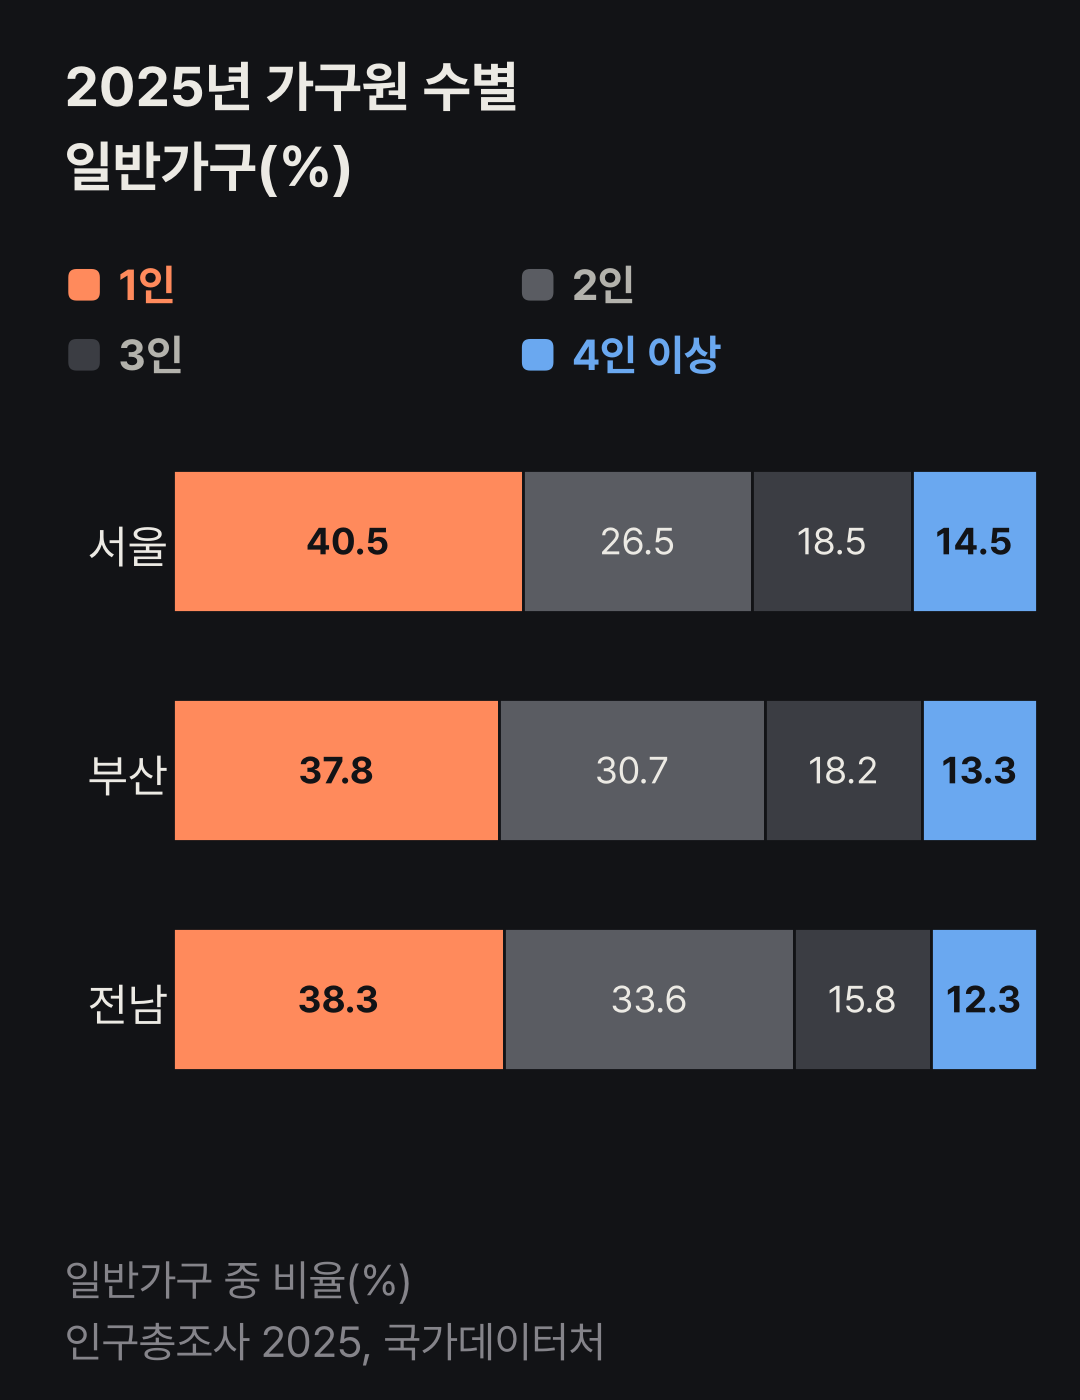 2025년 가구원 수별
일반가구(%)
1인
2인
3인
4인 이상
서울 40.5 26.5 18.5 14.5
부산 37.8 30.7 18.2 13.3
전남 38.3 33.6 15.8 12.3
일반가구 중 비율(%)
인구총조사 2025, 국가데이터처